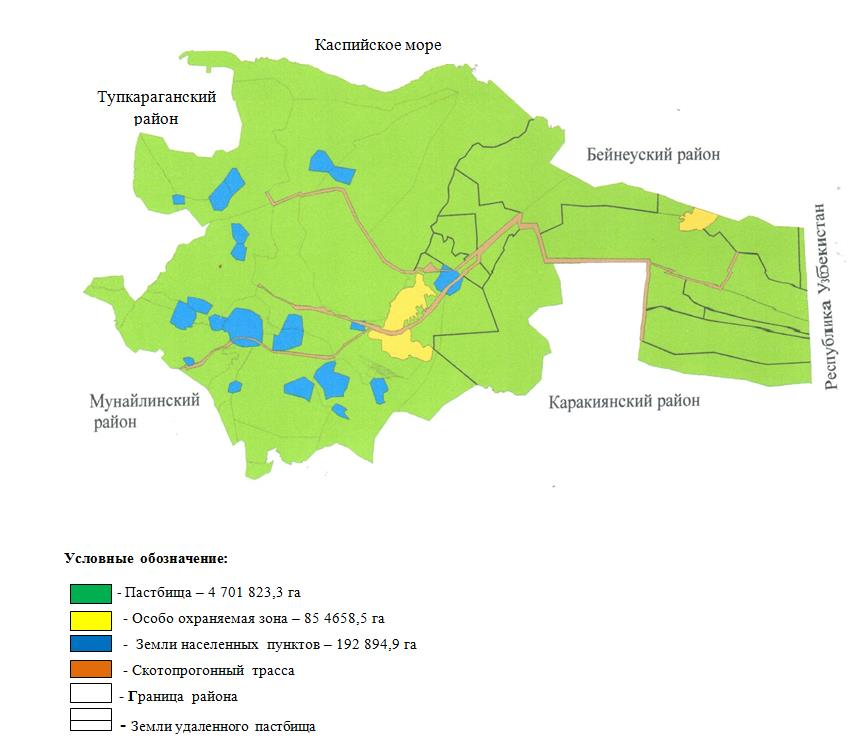 Каспийское море
Тупкараганский
район
Бейнеуский район
Республика Узбекистан
Мунайлинский
район
Каракиянский район
Условные обозначение:
- Пастбища – 4 701 823,3 га
- Особо охраняемая зона – 85 4658,5 га
- Земли населенных пунктов – 192 894,9 га
- Скотопрогонный трасса
- Граница района
- Земли удаленного пастбища